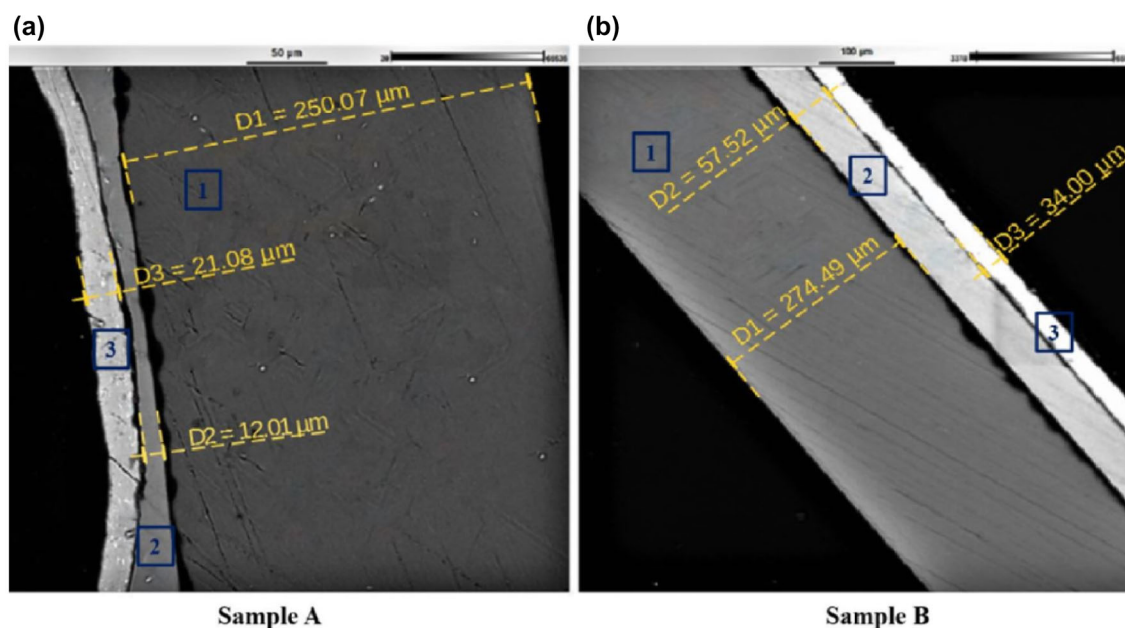 (a)
50 µm
D1 = 250.07 µm
1
D3 = 21.08 µm
3
D2 = 12.01 µm
2
Sample A
(b)
100 µm
3378
1
D2 = 57.52 µm
2
D3 = 34.00 µm
D1 = 274.49 µm
3
Sample B